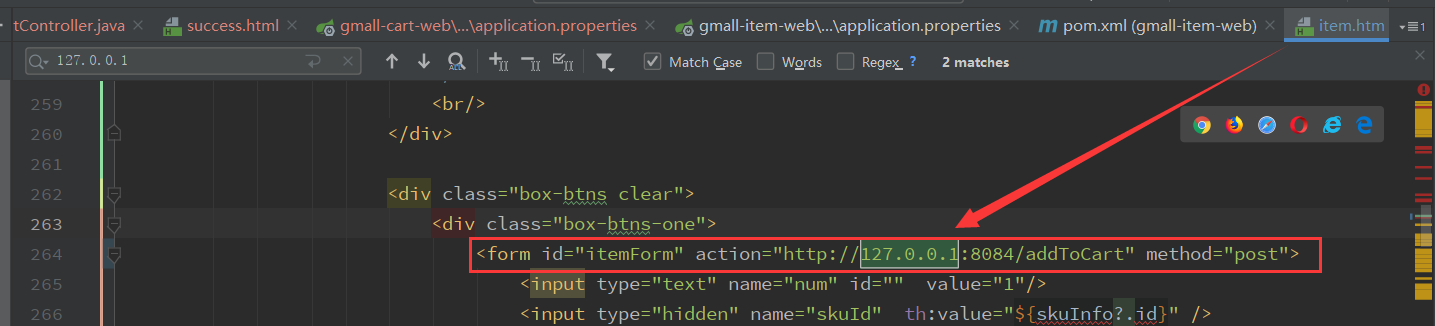 tController.java × success.html × gmall-cart-web\...\application.properties × gmall-item-web\...\application.properties × pom.xml (gmall-item-web) × item.htm
127.0.0.1 Match Case Words Regex ? 2 matches
259 <br/>
260 </div>
261
262 <div class="box-btns clear">
263 <div class="box-btns-one">
264 <form id="itemForm" action="http://127.0.0.1:8084/addToCart" method="post">
265 <input type="text" name="num" id="" value="1"/>
266 <input type="hidden" name="skuId" th:value="${skuInfo?.id}" />